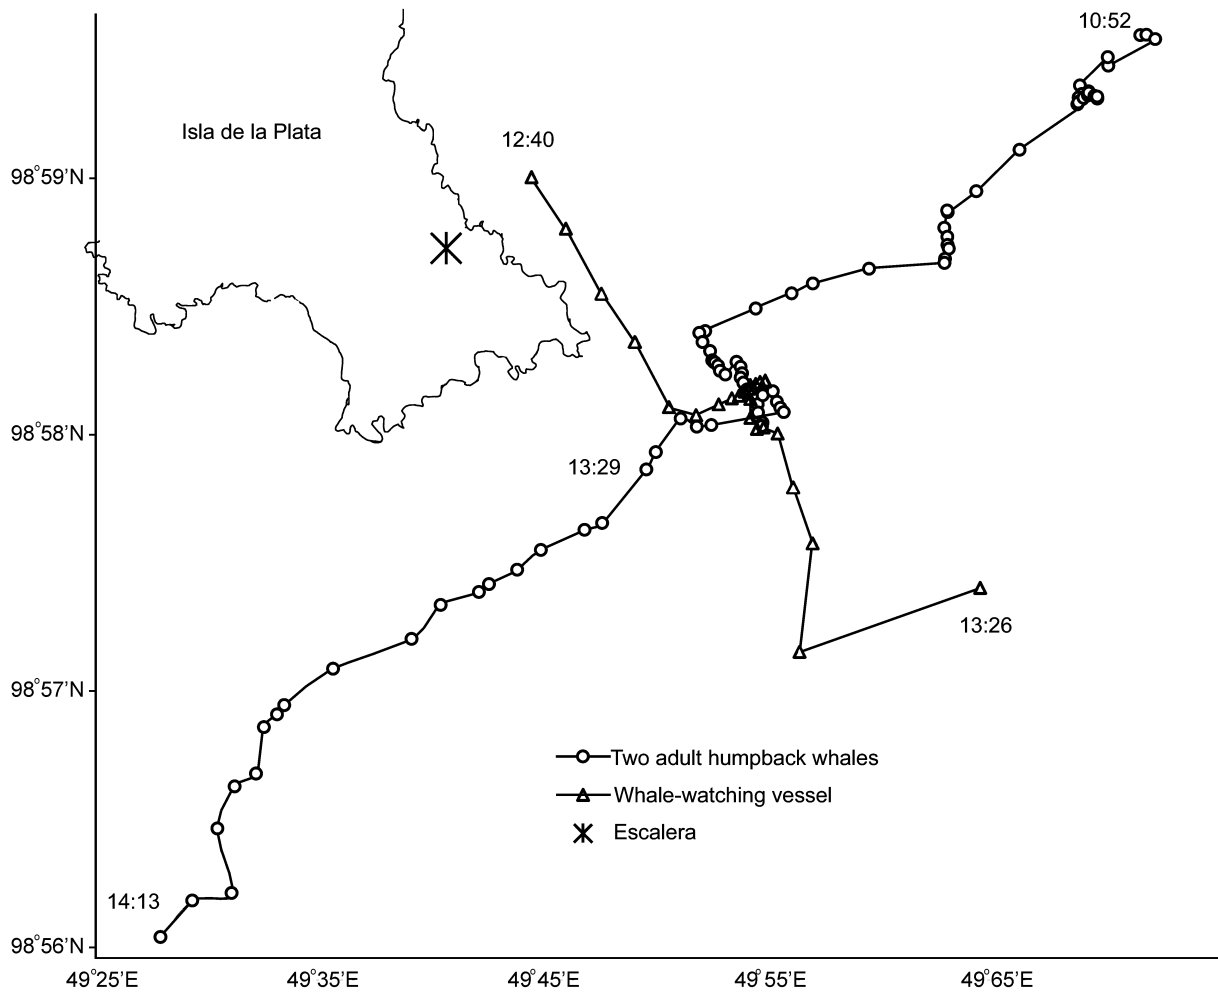 10:52
Isla de la Plata
12:40
98°59’N
98°58’N
13:29
13:26
98°57’N
Two adult humpback whales
Whale-watching vessel
Escalera
14:13
98°56’N
49°25’E 49°35’E 49°45’E 49°55’E 49°65’E